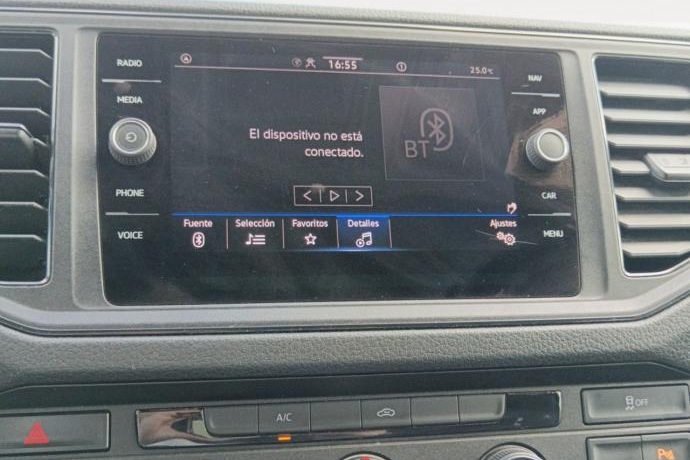 RADIO
MEDIA
PHONE
VOICE
16:55
25.0°C
El dispositivo no está
conectado.
BT
Fuente
Selección
Favoritos
Detalles
Ajustes
NAV
APP
CAR
MENU
A/C
OFF